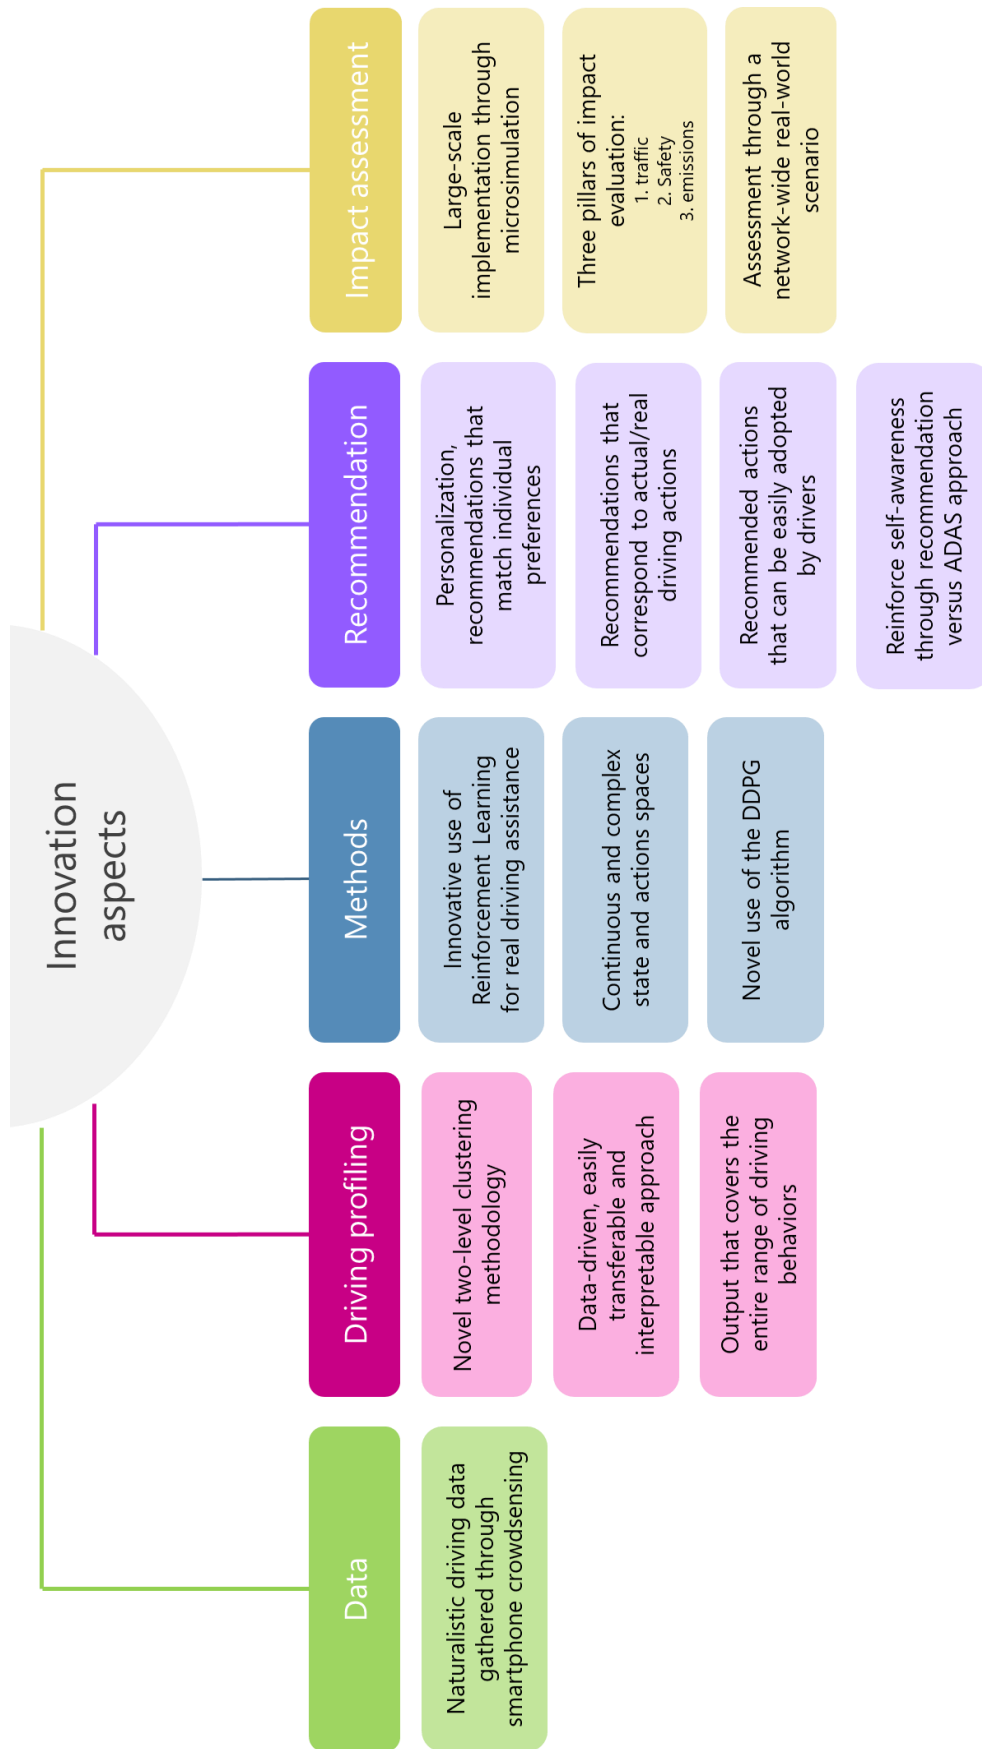 Innovation
aspects
Data
Naturalistic driving data
gathered through
smartphone crowdsensing
Driving profiling
Novel two-level clustering
methodology
Data-driven, easily
transferable and
interpretable approach
Output that covers the
entire range of driving
behaviors
Methods
Innovative use of
Reinforcement Learning
for real driving assistance
Continuous and complex
state and actions spaces
Novel use of the DDPG
algorithm
Recommendation
Personalization,
recommendations that
match individual
preferences
Recommendations that
correspond to actual/real
driving actions
Recommended actions
that can be easily adopted
by drivers
Reinforce self-awareness
through recommendation
versus ADAS approach
Impact assessment
Large-scale
implementation through
microsimulation
Three pillars of impact
evaluation:
1. traffic
2. Safety
3. emissions
Assessment through a
network-wide real-world
scenario